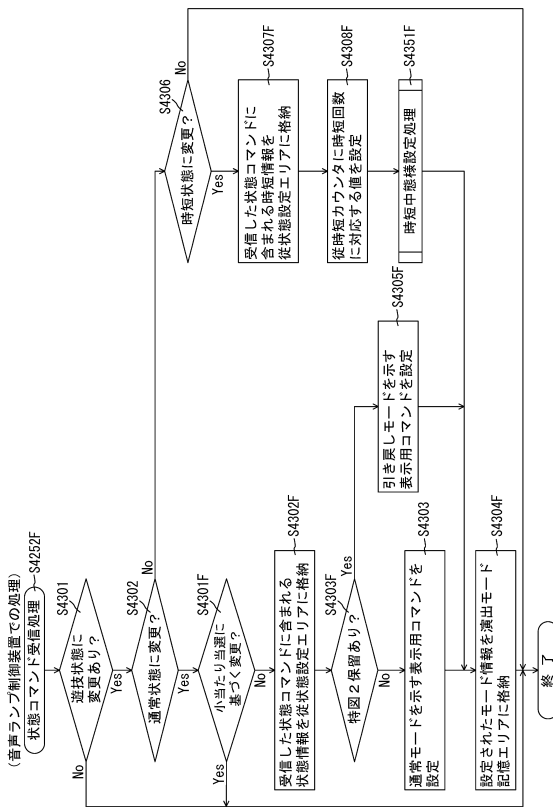 (音声ランプ制御装置での処理)
状態コマンド受信処理
S4252F
S4301
遊技状態に
変更あり?
No
Yes
S4302
通常状態に変更?
No
Yes
S4301F
小当たり当選に
基づく変更?
Yes
No
S4302F
受信した状態コマンドに含まれる
状態情報を従状態設定エリアに格納
S4303F
特図2保留あり?
Yes
No
S4303
通常モードを示す表示用コマンドを
設定
S4305F
引き戻しモードを示す
表示用コマンドを設定
S4304F
設定されたモード情報を演出モード
記憶エリアに格納
S4306
時短状態に変更?
No
Yes
S4307F
受信した状態コマンドに
含まれる時短情報を
従状態設定エリアに格納
S4308F
従時短カウンタに時短回数
に対応する値を設定
S4351F
時短中態様設定処理
終了